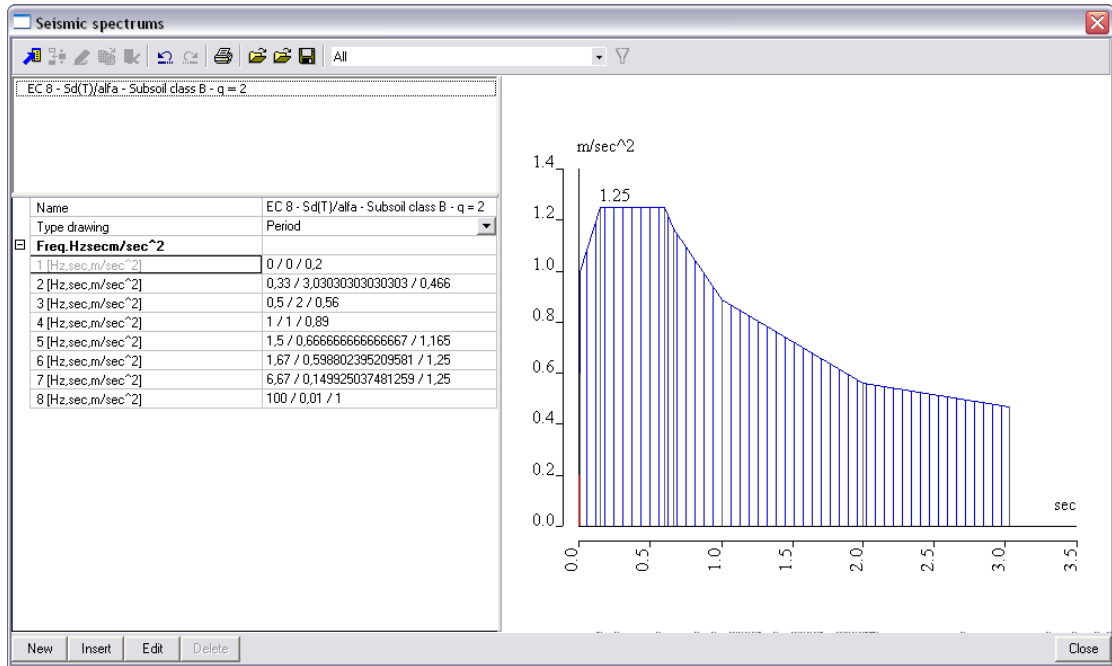 Seismic spectrums
All
EC 8 - Sd(T)/alfa - Subsoil class B - q = 2
Name EC 8 - Sd(T)/alfa - Subsoil class B - q = 2
Type drawing Period
Freq.Hzsecm/sec^2
1 [Hz,sec,m/sec^2] 0 / 0 / 0,2
2 [Hz,sec,m/sec^2] 0,33 / 3,03030303030303 / 0,466
3 [Hz,sec,m/sec^2] 0,5 / 2 / 0,56
4 [Hz,sec,m/sec^2] 1 / 1 / 0,89
5 [Hz,sec,m/sec^2] 1,5 / 0,666666666666667 / 1,165
6 [Hz,sec,m/sec^2] 1,67 / 0,598802395209581 / 1,25
7 [Hz,sec,m/sec^2] 6,67 / 0,149925037481259 / 1,25
8 [Hz,sec,m/sec^2] 100 / 0,01 / 1
m/sec^2
1.4
1.25
1.2
1.0
0.8
0.6
0.4
0.2
sec
0.0
0.0 0.5 1.0 1.5 2.0 2.5 3.0 3.5
New Insert Edit Delete Close